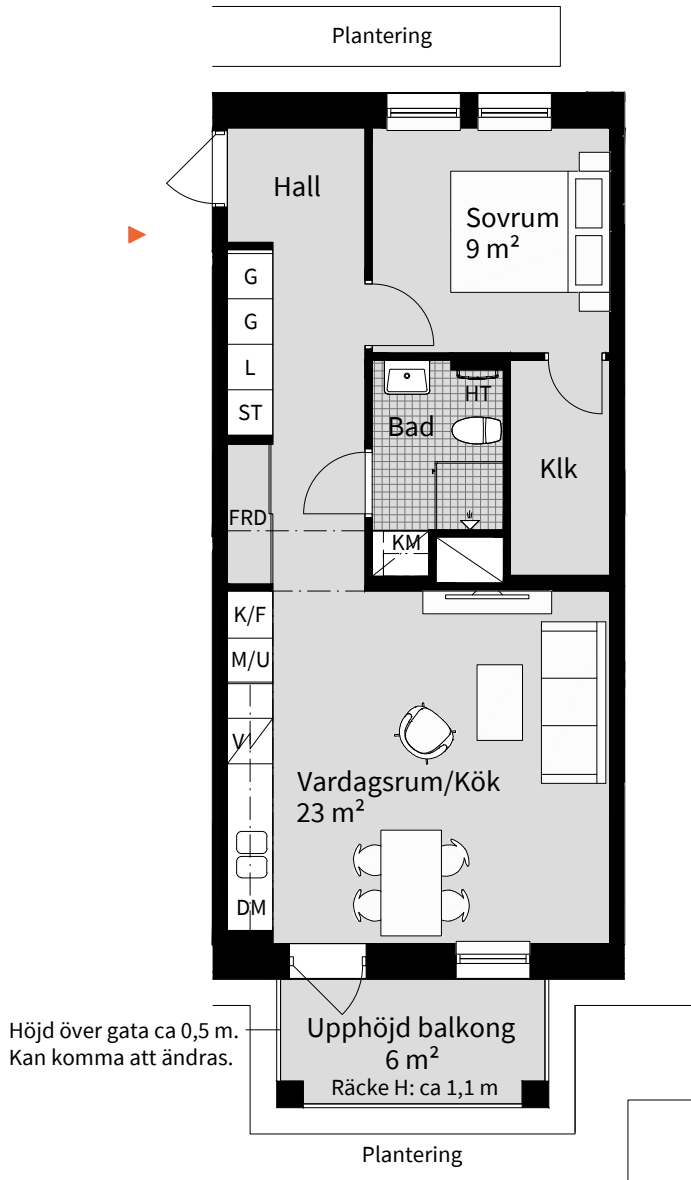 Plantering
Hall
Sovrum
9 m²
G
G
L
ST
HT
Bad
Klk
FRD
KM
K/F
M/U
V
Vardagsrum/Kök
23 m²
DM
Höjd över gata ca 0,5 m.
Kan komma att ändras.
Upphöjd balkong
6 m²
Räcke H: ca 1,1 m
Plantering